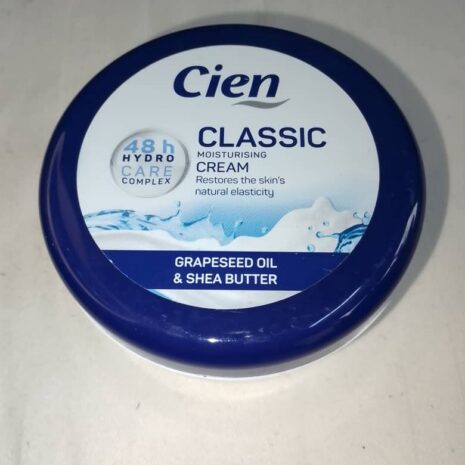 Cien
48 h
HYDRO
CARE
COMPLEX
CLASSIC
MOISTURISING
CREAM
Restores the skin's
natural elasticity
GRAPESEED OIL
& SHEA BUTTER